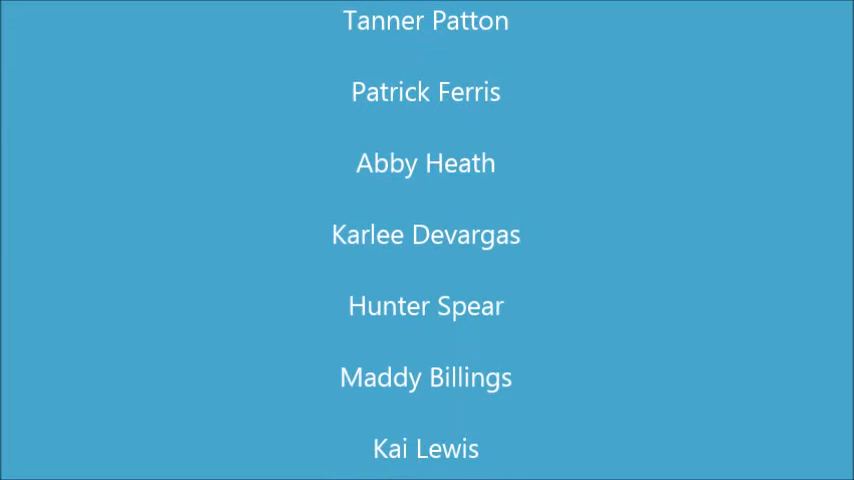 Tanner Patton
Patrick Ferris
Abby Heath
Karlee Devargas
Hunter Spear
Maddy Billings
Kai Lewis